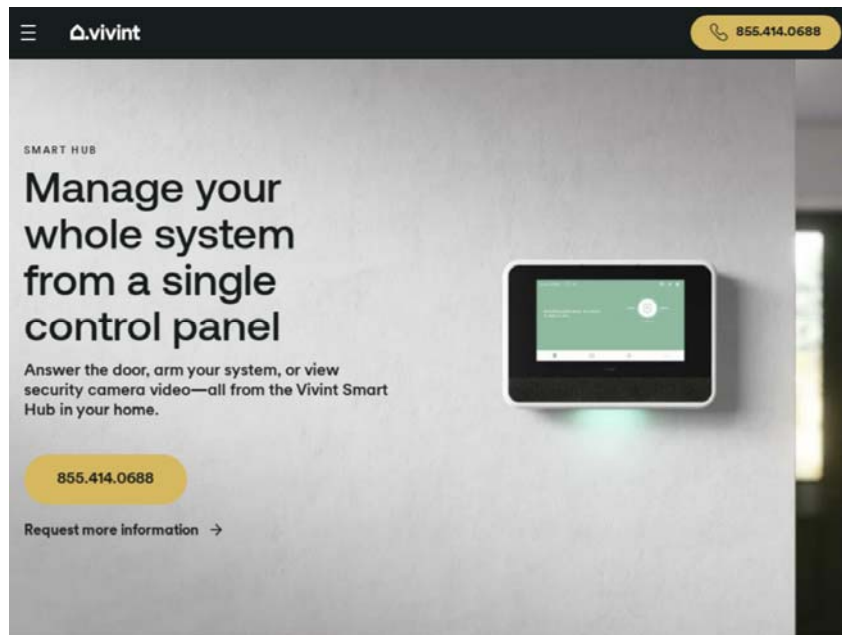 vivint
855.414.0688
SMART HUB
Manage your
whole system
from a single
control panel
Answer the door, arm your system, or view
security camera video—all from the Vivint Smart
Hub in your home.
855.414.0688
Request more information →